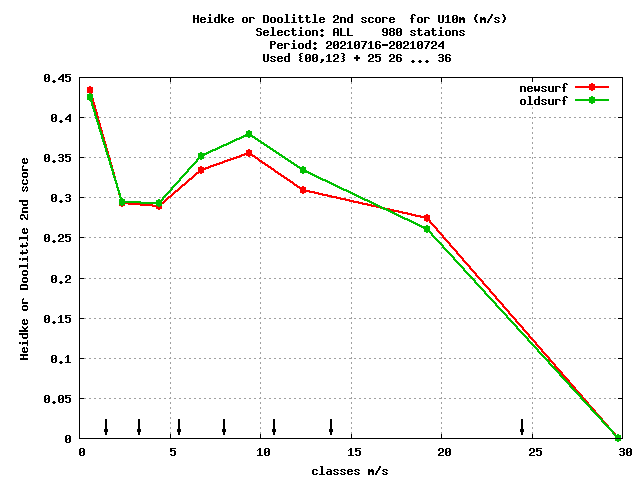 Heidke or Doolittle 2nd score  for U10m (m/s)
Selection: ALL    980 stations
Period: 20210716-20210724
Used {00,12} + 25 26 ... 36
newsurf
oldsurf
0.45
0.4
0.35
0.3
0.25
0.2
0.15
0.1
0.05
0
Heidke or Doolittle 2nd score
0 5 10 15 20 25 30
classes m/s